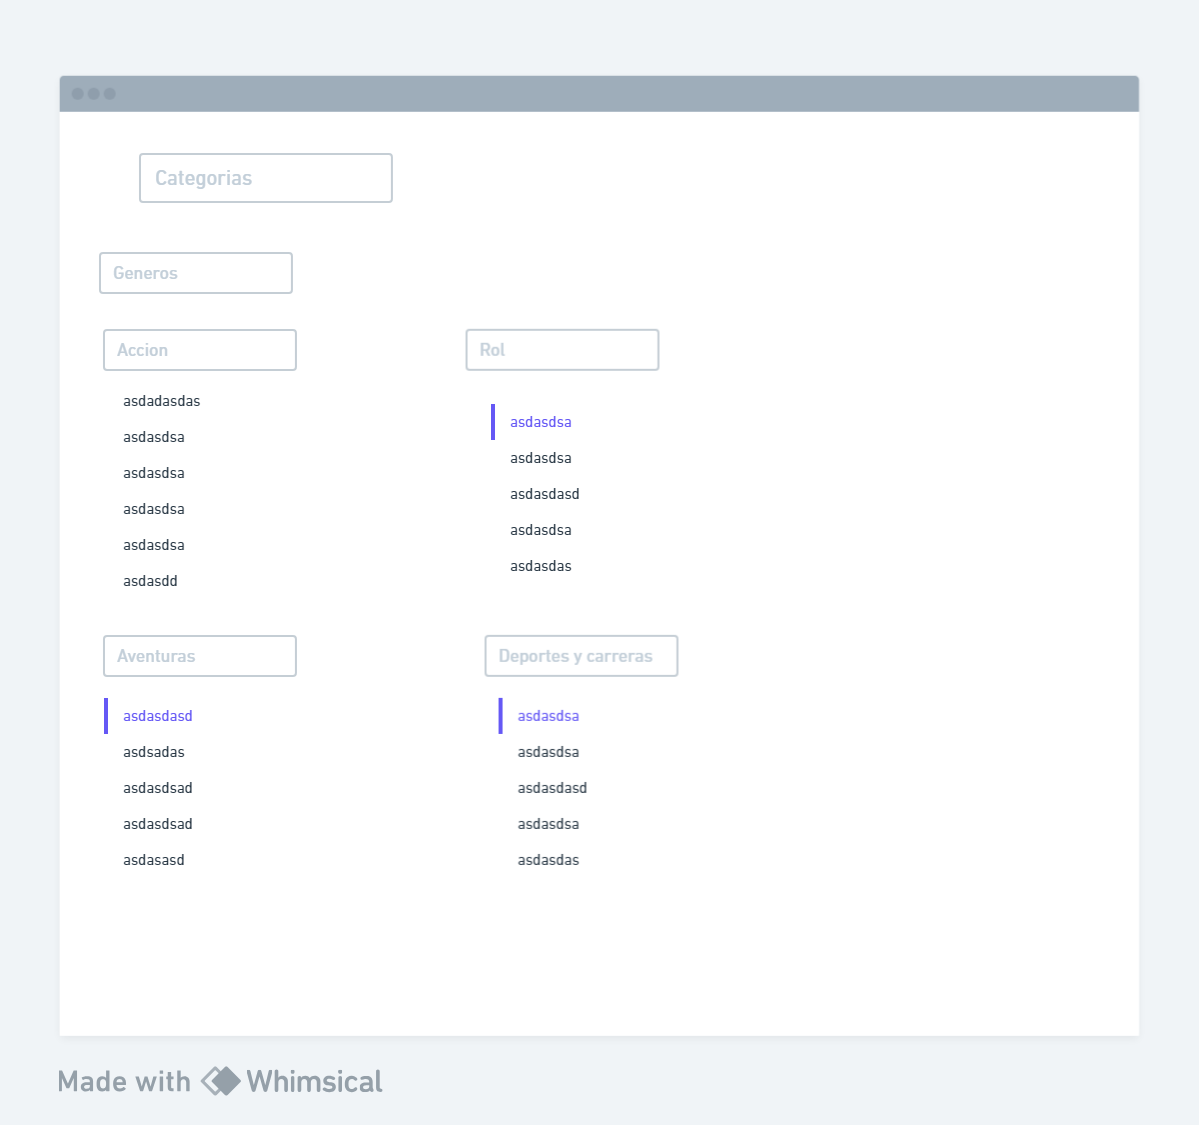 Categorias
Generos
Accion
asdadasdas
asdasdsa
asdasdsa
asdasdsa
asdasdsa
asdasdd
Rol
asdasdsa
asdasdsa
asdasdasd
asdasdsa
asdasdas
Aventuras
asdasdasd
asdsadas
asdasdsad
asdasdsad
asdasasd
Deportes y carreras
asdasdsa
asdasdsa
asdasdasd
asdasdsa
asdasdas
Made with Whimsical